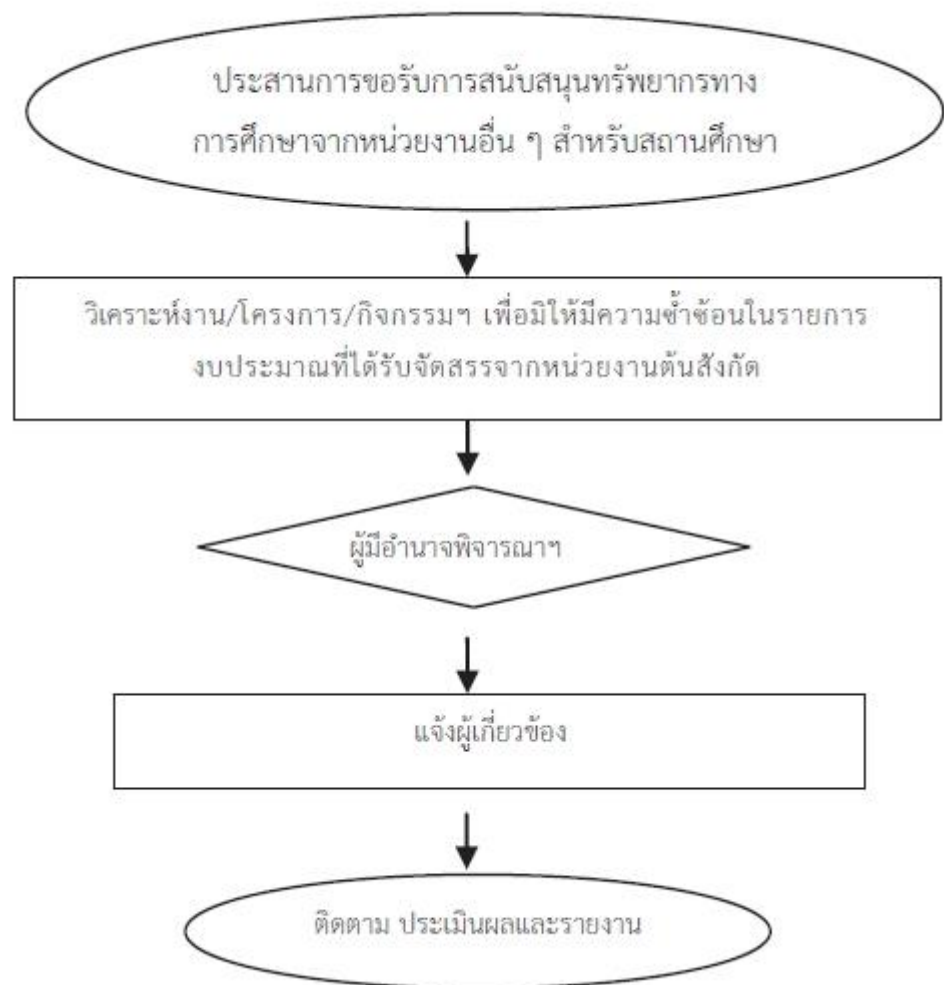 ประสานการขอรับการสนับสนุนทรัพยากรทาง
การศึกษาจากหน่วยงานอื่น ๆ สำหรับสถานศึกษา
วิเคราะห์งาน/โครงการ/กิจกรรมฯ เพื่อมิให้มีความซ้ำซ้อนในรายการ
งบประมาณที่ได้รับจัดสรรจากหน่วยงานต้นสังกัด
ผู้มีอำนาจพิจารณาฯ
แจ้งผู้เกี่ยวข้อง
ติดตาม ประเมินผลและรายงาน